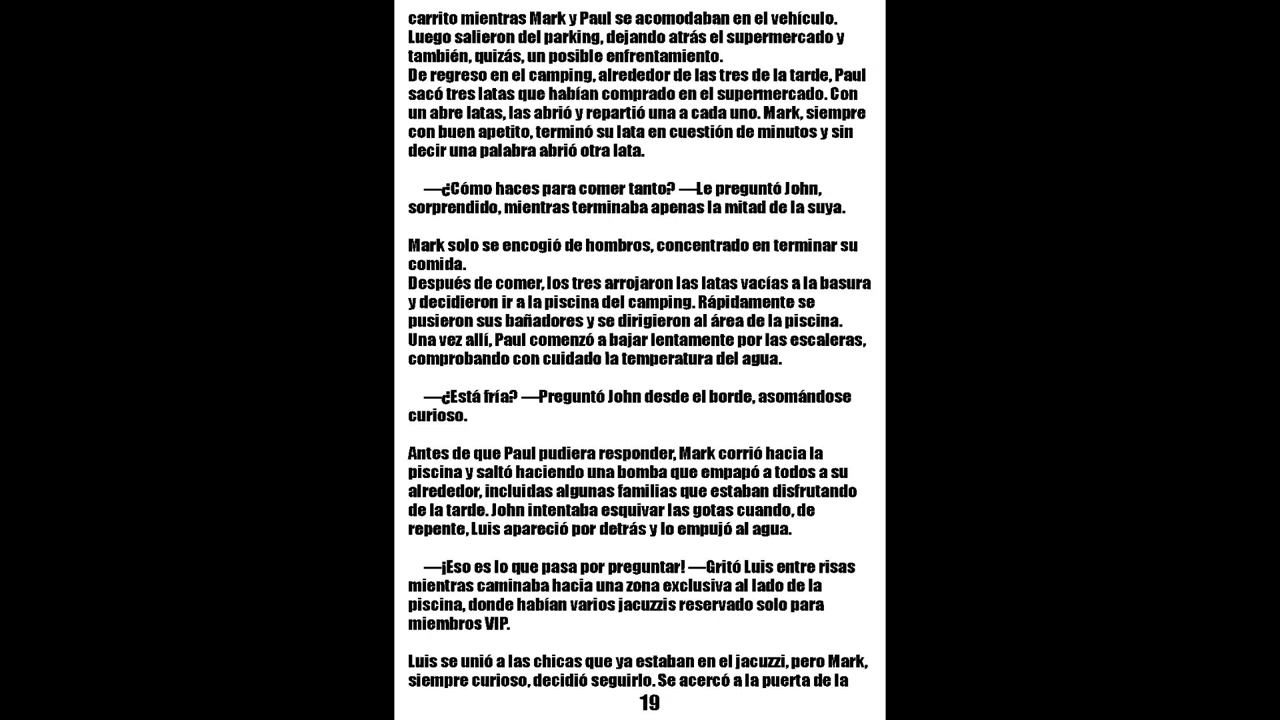 carrito mientras Mark y Paul se acomodaban en el vehículo.
Luego salieron del parking, dejando atrás el supermercado y
también, quizás, un posible enfrentamiento.
De regreso en el camping, alrededor de las tres de la tarde, Paul
sacó tres latas que habían comprado en el supermercado. Con
un abre latas, las abrió y repartió una a cada uno. Mark, siempre
con buen apetito, terminó su lata en cuestión de minutos y sin
decir una palabra abrió otra lata.
—¿Cómo haces para comer tanto? —Le preguntó John,
sorprendido, mientras terminaba apenas la mitad de la suya.
Mark solo se encogió de hombros, concentrado en terminar su
comida.
Después de comer, los tres arrojaron las latas vacías a la basura
y decidieron ir a la piscina del camping. Rápidamente se
pusieron sus bañadores y se dirigieron al área de la piscina.
Una vez allí, Paul comenzó a bajar lentamente por las escaleras,
comprobando con cuidado la temperatura del agua.
—¿Está fría? —Preguntó John desde el borde, asomándose
curioso.
Antes de que Paul pudiera responder, Mark corrió hacia la
piscina y saltó haciendo una bomba que empapó a todos a su
alrededor, incluidas algunas familias que estaban disfrutando
de la tarde. John intentaba esquivar las gotas cuando, de
repente, Luis apareció por detrás y lo empujó al agua.
—¡Eso es lo que pasa por preguntar! —Gritó Luis entre risas
mientras caminaba hacia una zona exclusiva al lado de la
piscina, donde habían varios jacuzzis reservado solo para
miembros VIP.
Luis se unió a las chicas que ya estaban en el jacuzzi, pero Mark,
siempre curioso, decidió seguirlo. Se acercó a la puerta de la
19